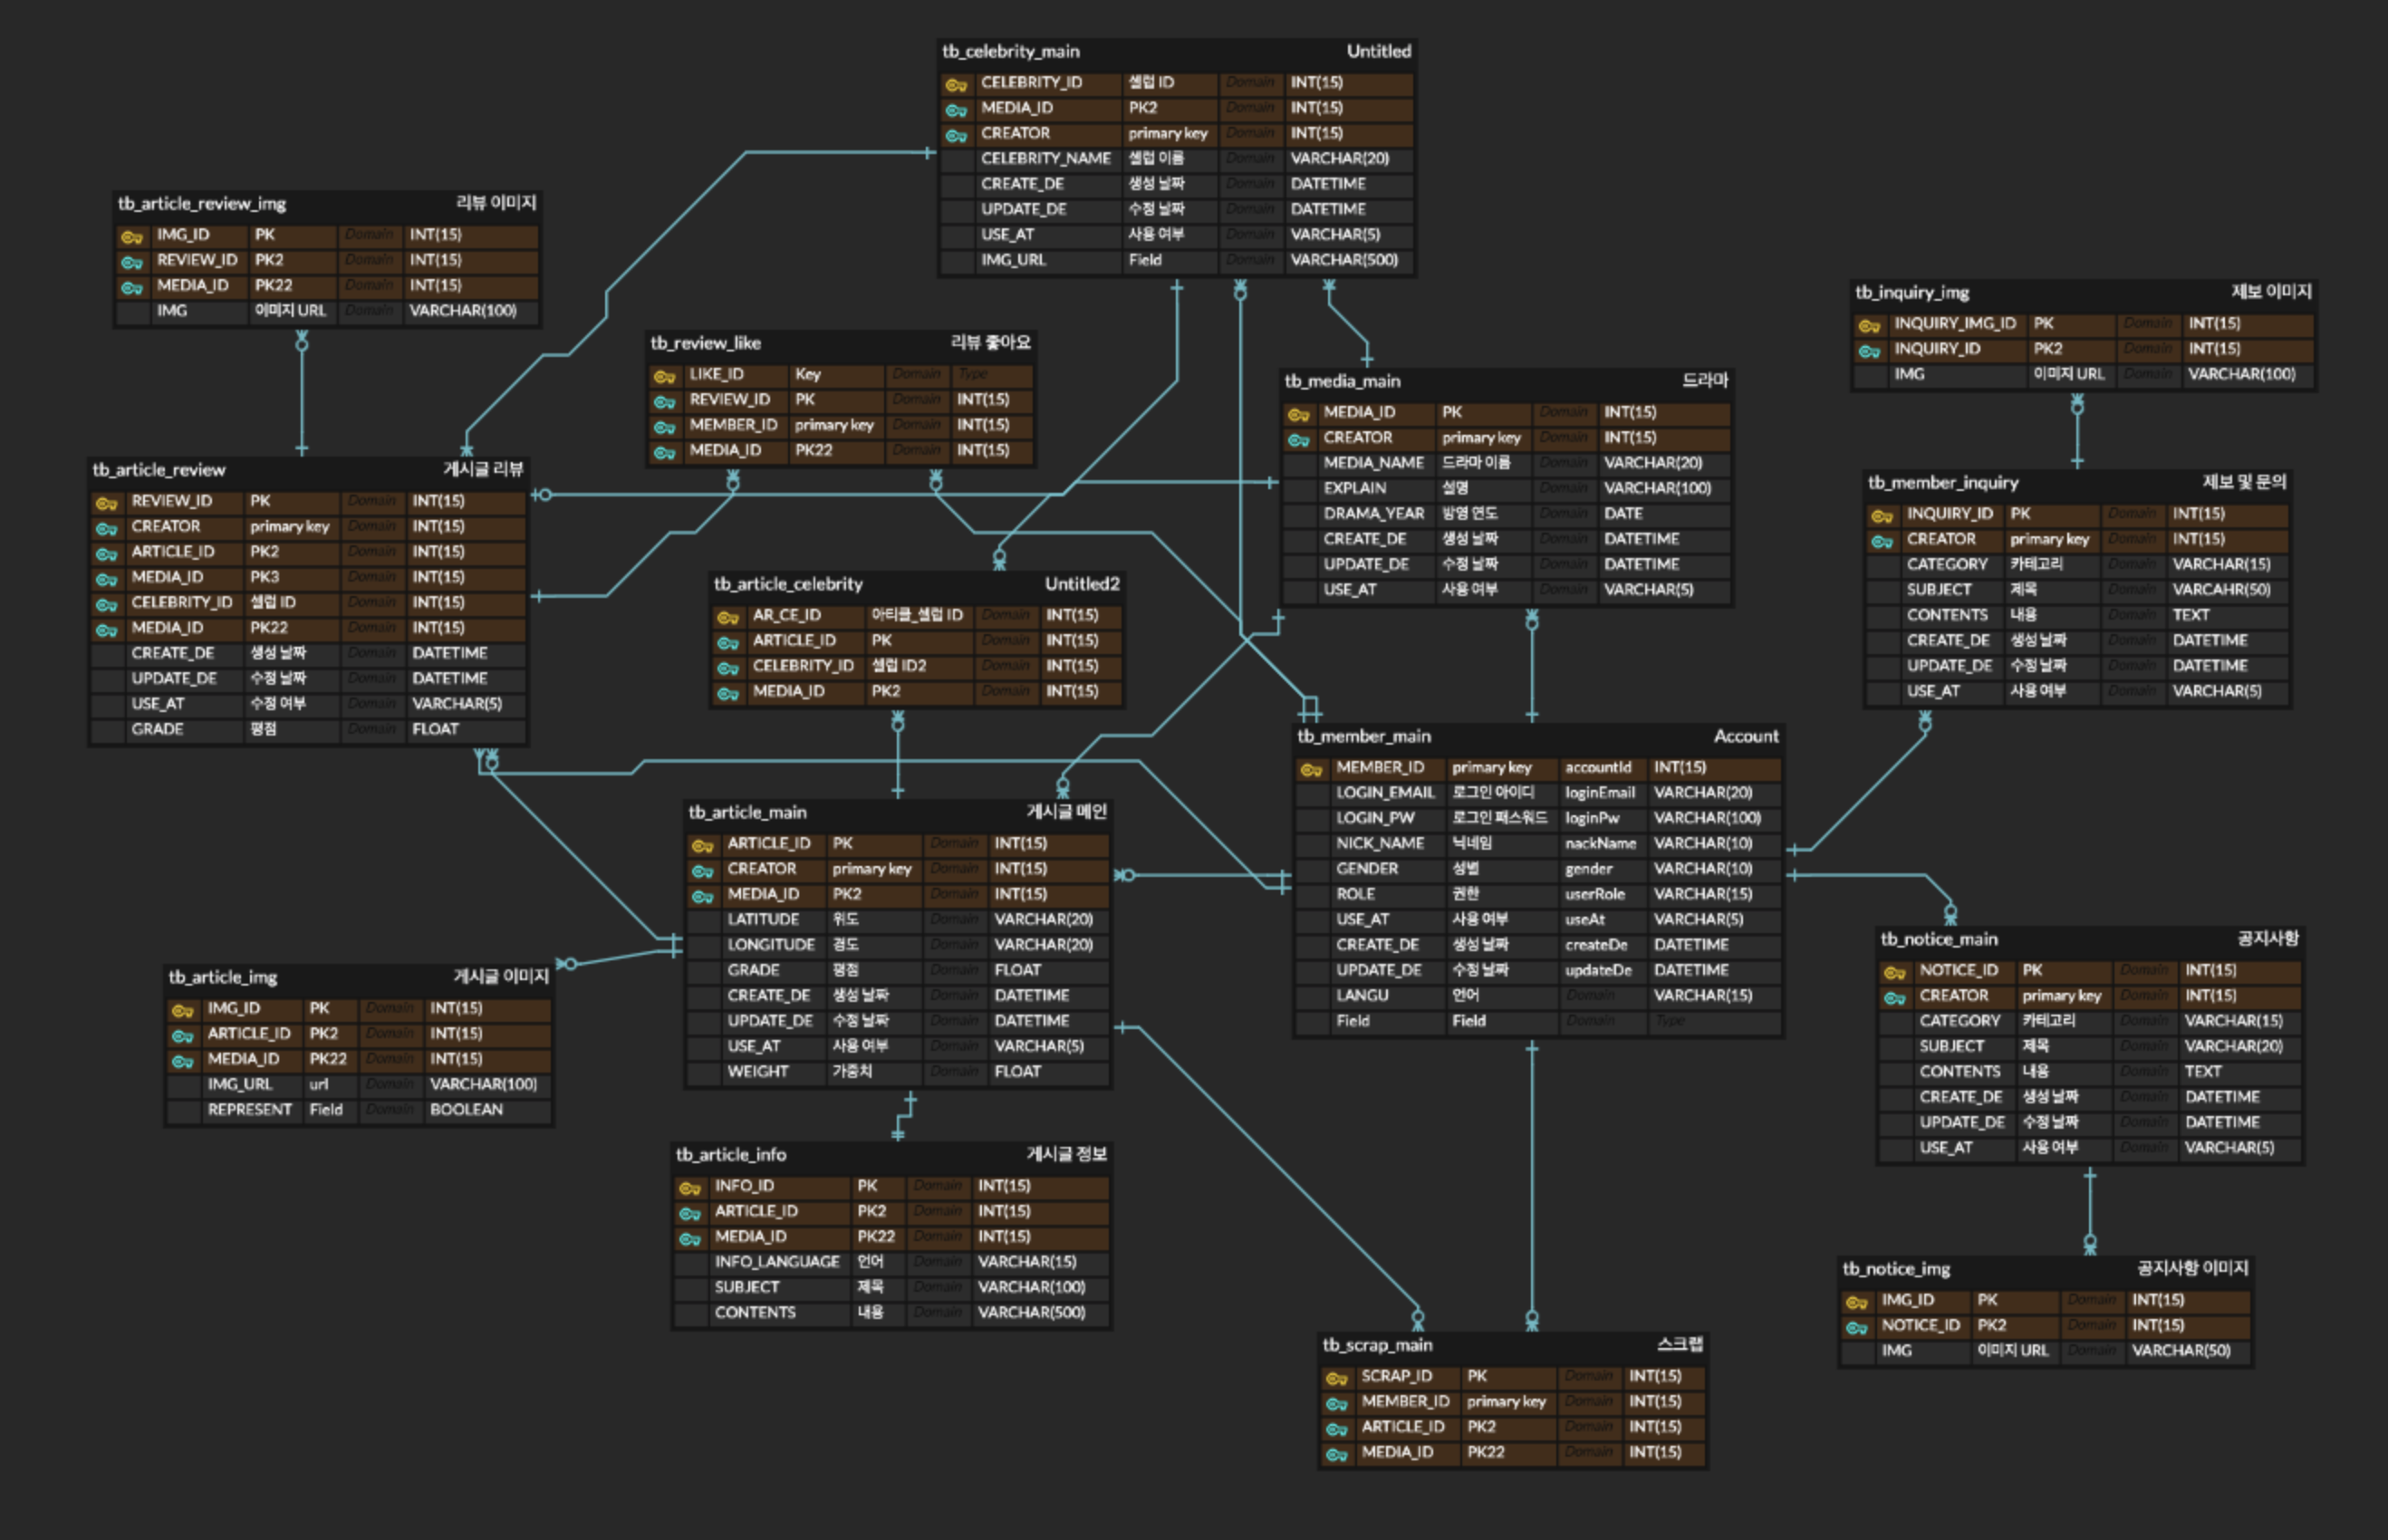 tb_celebrity_main Untitled
CELEBRITY_ID 셀럽 ID Domain INT(15)
MEDIA_ID PK2 Domain INT(15)
CREATOR primary key Domain INT(15)
CELEBRITY_NAME 셀럽 이름 Domain VARCHAR(20)
CREATE_DE 생성 날짜 Domain DATETIME
UPDATE_DE 수정 날짜 Domain DATETIME
USE_AT 사용 여부 Domain VARCHAR(5)
IMG_URL Field Domain VARCHAR(500)
tb_article_review_img 리뷰 이미지
IMG_ID PK Domain INT(15)
REVIEW_ID PK2 Domain INT(15)
MEDIA_ID PK22 Domain INT(15)
IMG 이미지 URL Domain VARCHAR(100)
tb_review_like 리뷰 좋아요
LIKE_ID Key Domain Type
REVIEW_ID PK Domain INT(15)
MEMBER_ID primary key Domain INT(15)
MEDIA_ID PK22 Domain INT(15)
tb_media_main 드라마
MEDIA_ID PK Domain INT(15)
CREATOR primary key Domain INT(15)
MEDIA_NAME 드라마 이름 Domain VARCHAR(20)
EXPLAIN 설명 Domain VARCHAR(100)
DRAMA_YEAR 방영 연도 Domain DATE
CREATE_DE 생성 날짜 Domain DATETIME
UPDATE_DE 수정 날짜 Domain DATETIME
USE_AT 사용 여부 Domain VARCHAR(5)
tb_inquiry_img 제보 이미지
INQUIRY_IMG_ID PK Domain INT(15)
INQUIRY_ID PK2 Domain INT(15)
IMG 이미지 URL Domain VARCHAR(100)
tb_article_review 게시글 리뷰
REVIEW_ID PK Domain INT(15)
CREATOR primary key Domain INT(15)
ARTICLE_ID PK2 Domain INT(15)
MEDIA_ID PK3 Domain INT(15)
CELEBRITY_ID 셀럽 ID Domain INT(15)
MEDIA_ID PK22 Domain INT(15)
CREATE_DE 생성 날짜 Domain DATETIME
UPDATE_DE 수정 날짜 Domain DATETIME
USE_AT 수정 여부 Domain VARCHAR(5)
GRADE 평점 Domain FLOAT
tb_member_inquiry 제보 및 문의
INQUIRY_ID PK Domain INT(15)
CREATOR primary key Domain INT(15)
CATEGORY 카테고리 Domain VARCHAR(15)
SUBJECT 제목 Domain VARCAHR(50)
CONTENTS 내용 Domain TEXT
CREATE_DE 생성 날짜 Domain DATETIME
UPDATE_DE 수정 날짜 Domain DATETIME
USE_AT 사용 여부 Domain VARCHAR(5)
tb_article_celebrity Untitled2
AR_CE_ID 아티클_셀럽 ID Domain INT(15)
ARTICLE_ID PK Domain INT(15)
CELEBRITY_ID 셀럽 ID2 Domain INT(15)
MEDIA_ID PK2 Domain INT(15)
tb_member_main Account
MEMBER_ID primary key accountId INT(15)
LOGIN_EMAIL 로그인 아이디 loginEmail VARCHAR(20)
LOGIN_PW 로그인 패스워드 loginPw VARCHAR(100)
NICK_NAME 닉네임 nackName VARCHAR(10)
GENDER 성별 gender VARCHAR(10)
ROLE 권한 userRole VARCHAR(15)
USE_AT 사용 여부 useAt VARCHAR(5)
CREATE_DE 생성 날짜 createDe DATETIME
UPDATE_DE 수정 날짜 updateDe DATETIME
LANGU 언어 Domain VARCHAR(15)
Field Field Domain Type
tb_article_main 게시글 메인
ARTICLE_ID PK Domain INT(15)
CREATOR primary key Domain INT(15)
MEDIA_ID PK2 Domain INT(15)
LATITUDE 위도 Domain VARCHAR(20)
LONGITUDE 경도 Domain VARCHAR(20)
GRADE 평점 Domain FLOAT
CREATE_DE 생성 날짜 Domain DATETIME
UPDATE_DE 수정 날짜 Domain DATETIME
USE_AT 사용 여부 Domain VARCHAR(5)
WEIGHT 가중치 Domain FLOAT
tb_article_img 게시글 이미지
IMG_ID PK Domain INT(15)
ARTICLE_ID PK2 Domain INT(15)
MEDIA_ID PK22 Domain INT(15)
IMG_URL url Domain VARCHAR(100)
REPRESENT Field Domain BOOLEAN
tb_notice_main 공지사항
NOTICE_ID PK Domain INT(15)
CREATOR primary key Domain INT(15)
CATEGORY 카테고리 Domain VARCHAR(15)
SUBJECT 제목 Domain VARCHAR(20)
CONTENTS 내용 Domain TEXT
CREATE_DE 생성 날짜 Domain DATETIME
UPDATE_DE 수정 날짜 Domain DATETIME
USE_AT 사용 여부 Domain VARCHAR(5)
tb_article_info 게시글 정보
INFO_ID PK Domain INT(15)
ARTICLE_ID PK2 Domain INT(15)
MEDIA_ID PK22 Domain INT(15)
INFO_LANGUAGE 언어 Domain VARCHAR(15)
SUBJECT 제목 Domain VARCHAR(100)
CONTENTS 내용 Domain VARCHAR(500)
tb_notice_img 공지사항 이미지
IMG_ID PK Domain INT(15)
NOTICE_ID PK2 Domain INT(15)
IMG 이미지 URL Domain VARCHAR(50)
tb_scrap_main 스크랩
SCRAP_ID PK Domain INT(15)
MEMBER_ID primary key Domain INT(15)
ARTICLE_ID PK2 Domain INT(15)
MEDIA_ID PK22 Domain INT(15)